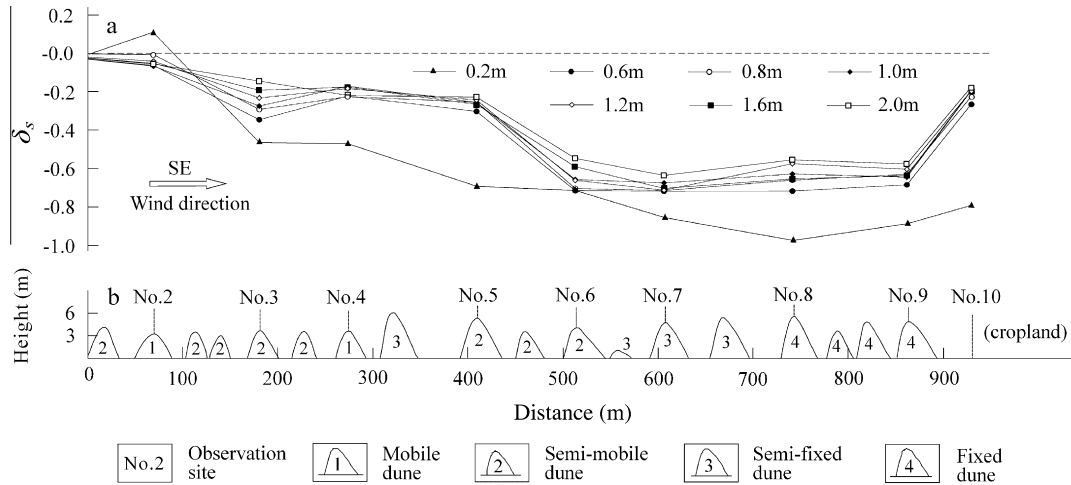 a
0.2
-0.0
-0.2
-0.4
-0.6
-0.8
-1.0
δs
0.2m 0.6m 0.8m 1.0m
1.2m 1.6m 2.0m
SE
Wind direction
b
Height (m)
6
3
No.2 No.3 No.4 No.5 No.6 No.7 No.8 No.9 No.10
(cropland)
2 1 2 2 2 2 1 3 2 2 2 3 3 3 4 4 4 4
0 100 200 300 400 500 600 700 800 900
Distance (m)
No.2 Observation site
1 Mobile dune
2 Semi-mobile dune
3 Semi-fixed dune
4 Fixed dune